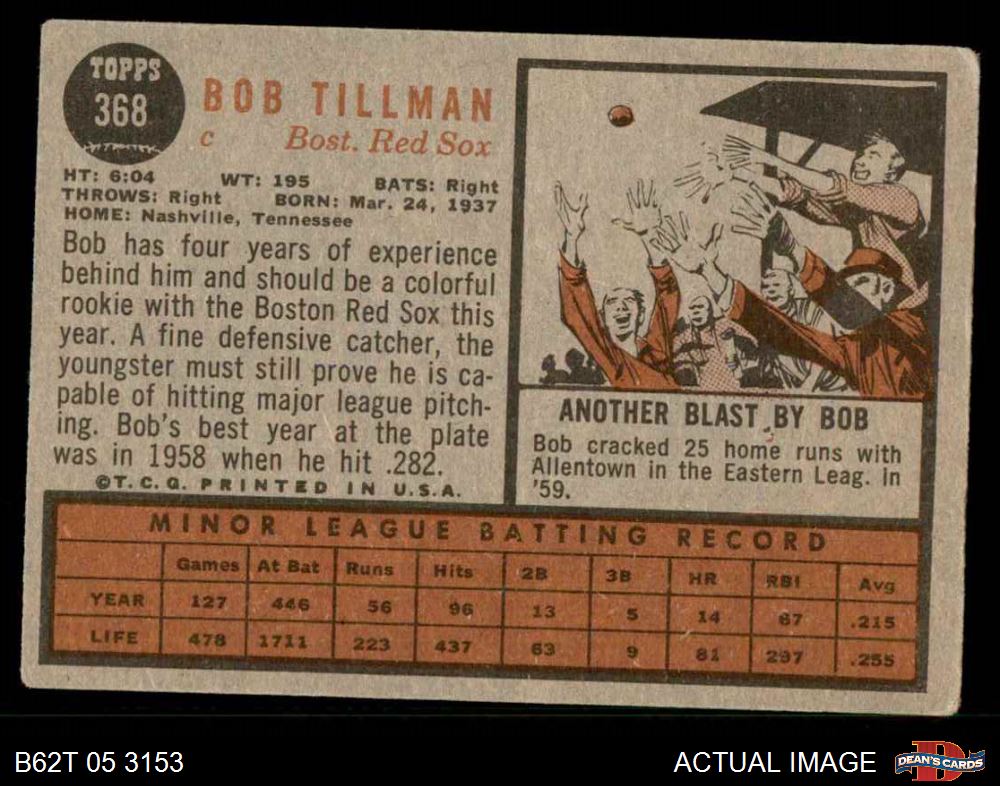 TOPPS
368
BOB TILLMAN
c Bost. Red Sox
HT: 6:04 WT: 195 BATS: Right
THROWS: Right BORN: Mar. 24, 1937
HOME: Nashville, Tennessee
Bob has four years of experience
behind him and should be a colorful
rookie with the Boston Red Sox this
year. A fine defensive catcher, the
youngster must still prove he is ca-
pable of hitting major league pitch-
ing. Bob's best year at the plate
was in 1958 when he hit .282.
©T.C.G. PRINTED IN U.S.A.
ANOTHER BLAST BY BOB
Bob cracked 25 home runs with
Allentown in the Eastern Leag. in
'59.
MINOR LEAGUE BATTING RECORD
Games At Bat Runs Hits 2B 3B HR RBI Avg
YEAR 127 446 56 96 13 5 14 67 .215
LIFE 478 1711 223 437 63 9 81 297 .255
B62T 05 3153
ACTUAL IMAGE
D
DEAN'S CARDS